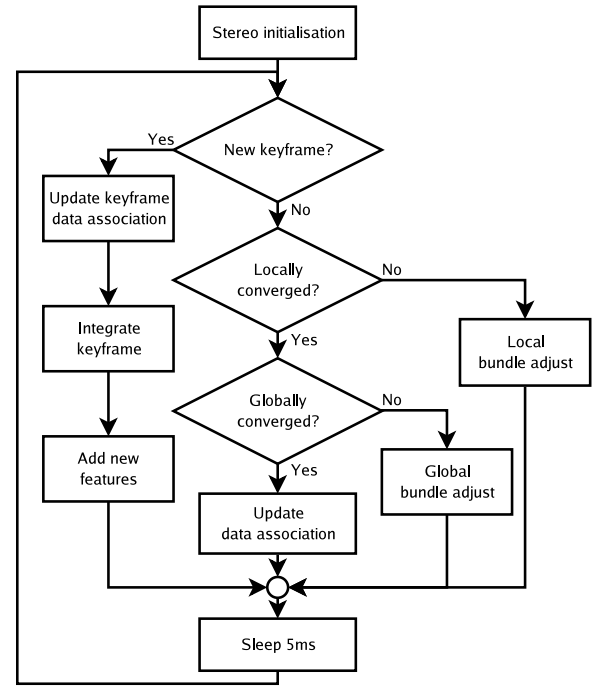 Stereo initialisation
New keyframe?
Yes
No
Update keyframe
data association
Locally
converged?
No
Yes
Integrate
keyframe
Local
bundle adjust
Globally
converged?
No
Yes
Add new
features
Global
bundle adjust
Update
data association
Sleep 5ms